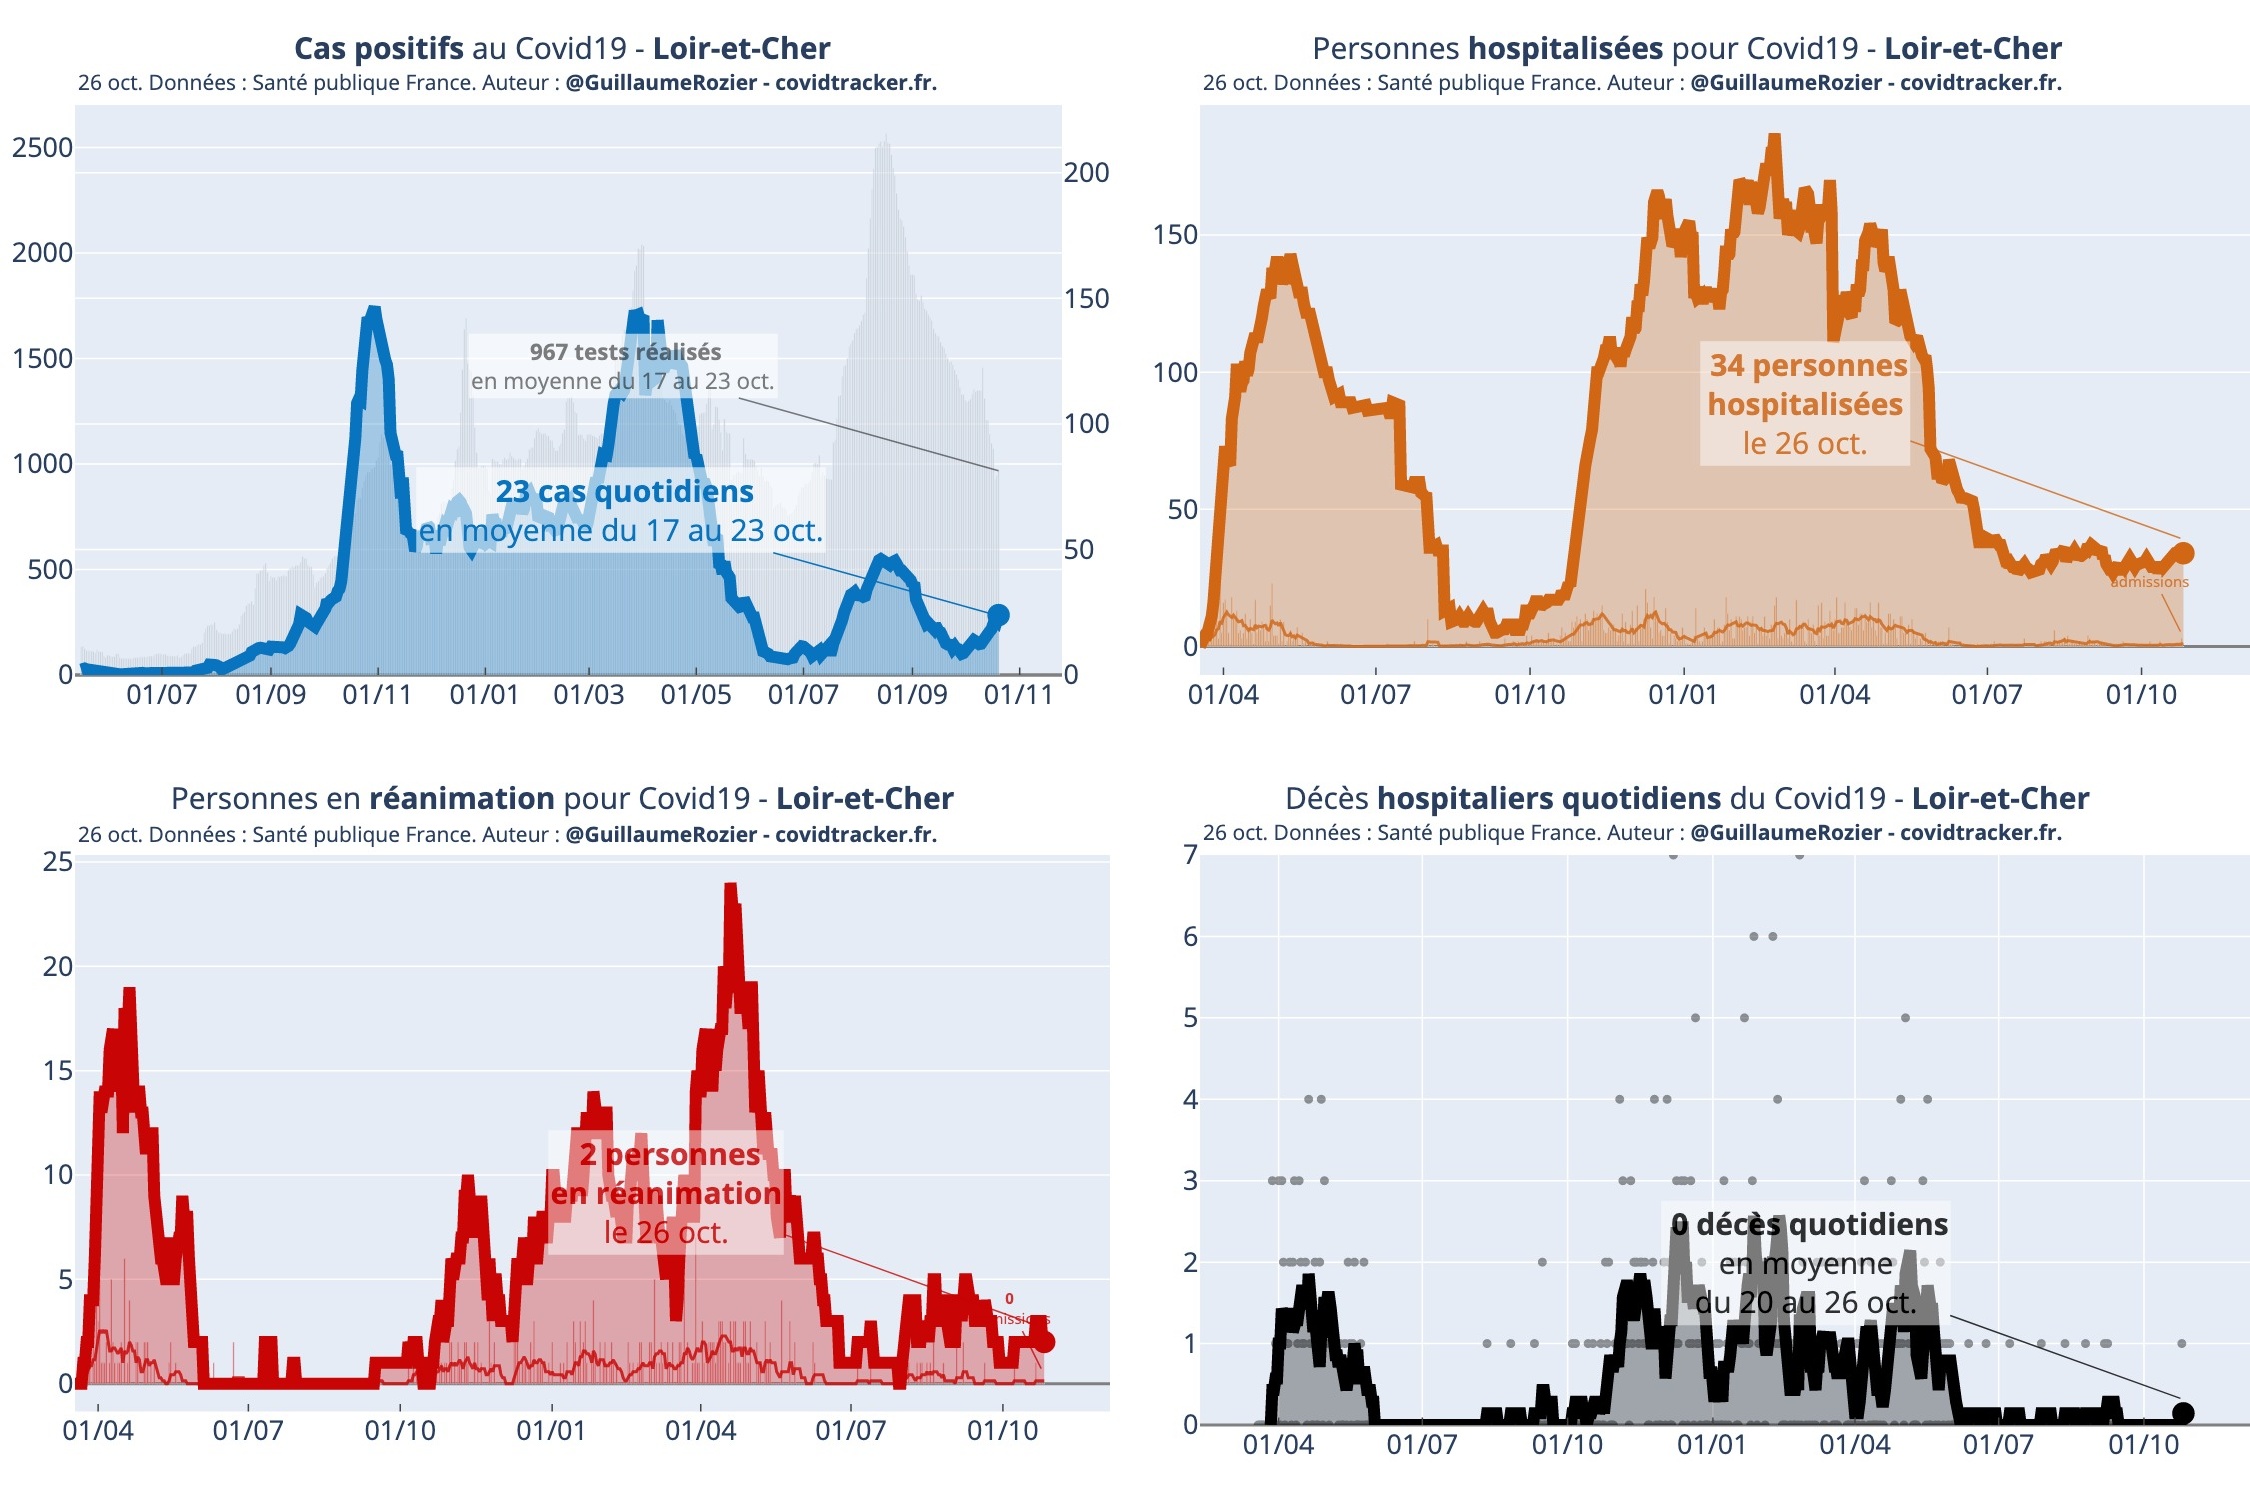 Cas positifs au Covid19 - Loir-et-Cher
26 oct. Données : Santé publique France. Auteur : @GuillaumeRozier - covidtracker.fr.
2500
2000
1500
1000
500
0
200
150
100
50
0
967 tests réalisés
en moyenne du 17 au 23 oct.
23 cas quotidiens
en moyenne du 17 au 23 oct.
01/07 01/09 01/11 01/01 01/03 01/05 01/07 01/09 01/11
Personnes hospitalisées pour Covid19 - Loir-et-Cher
26 oct. Données : Santé publique France. Auteur : @GuillaumeRozier - covidtracker.fr.
150
100
50
0
34 personnes
hospitalisées
le 26 oct.
admissions
01/04 01/07 01/10 01/01 01/04 01/07 01/10
Personnes en réanimation pour Covid19 - Loir-et-Cher
26 oct. Données : Santé publique France. Auteur : @GuillaumeRozier - covidtracker.fr.
25
20
15
10
5
0
2 personnes
en réanimation
le 26 oct.
0
01/04 01/07 01/10 01/01 01/04 01/07 01/10
Décès hospitaliers quotidiens du Covid19 - Loir-et-Cher
26 oct. Données : Santé publique France. Auteur : @GuillaumeRozier - covidtracker.fr.
7
6
5
4
3
2
1
0
0 décès quotidiens
en moyenne
du 20 au 26 oct.
01/04 01/07 01/10 01/01 01/04 01/07 01/10